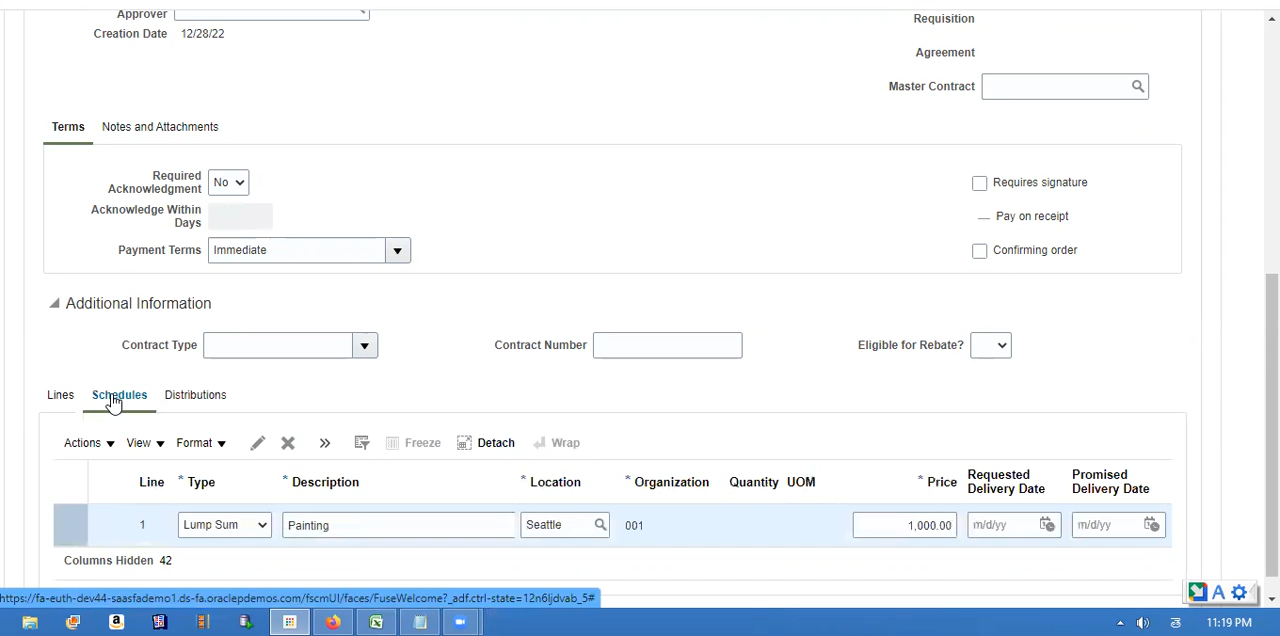 Approver
Requisition
Creation Date 12/28/22
Agreement
Master Contract
Terms Notes and Attachments
Required Acknowledgment No
Requires signature
Acknowledge Within Days
Pay on receipt
Payment Terms Immediate
Confirming order
Additional Information
Contract Type Contract Number Eligible for Rebate?
Lines Schedules Distributions
Actions View Format Freeze Detach Wrap
Line * Type * Description * Location * Organization Quantity UOM * Price Requested Delivery Date Promised Delivery Date
1 Lump Sum Painting Seattle 001 1,000.00 m/d/yy m/d/yy
Columns Hidden 42
https://fa-euth-dev44-saasfademo1.ds-fa.oraclepdemos.com/fscmUI/faces/FuseWelcome?_adf.ctrl-state=12n6ljdvab_5#
A
11:19 PM